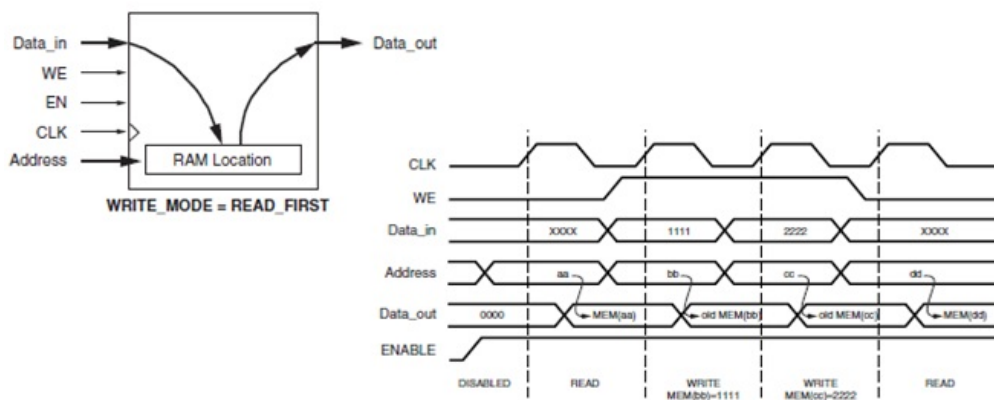 Data_in
Data_out
WE
EN
CLK
Address
RAM Location
WRITE_MODE = READ_FIRST
CLK
WE
Data_in XXXX 1111 2222 XXXX
Address aa bb cc dd
Data_out 0000 MEM(aa) old MEM(bb) old MEM(cc) MEM(dd)
ENABLE
DISABLED READ WRITE WRITE READ
MEM(bb)=1111 MEM(cc)=2222